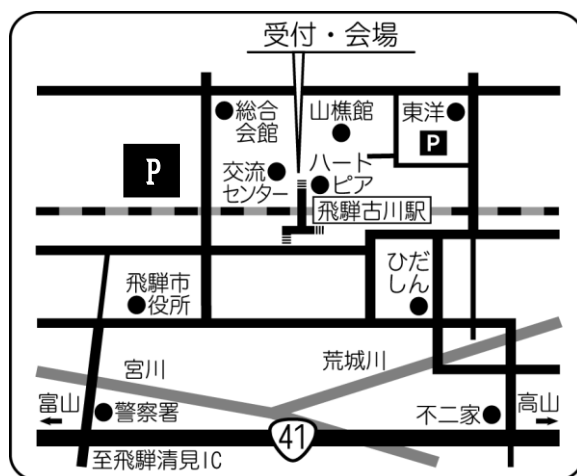 受付・会場
総合
会館
山樵館
東洋
P
P
交流
センター
ハート
ピア
飛騨古川駅
飛騨市
役所
ひだ
しん
宮川
荒城川
富山
警察署
不二家
高山
41
至飛騨清見IC